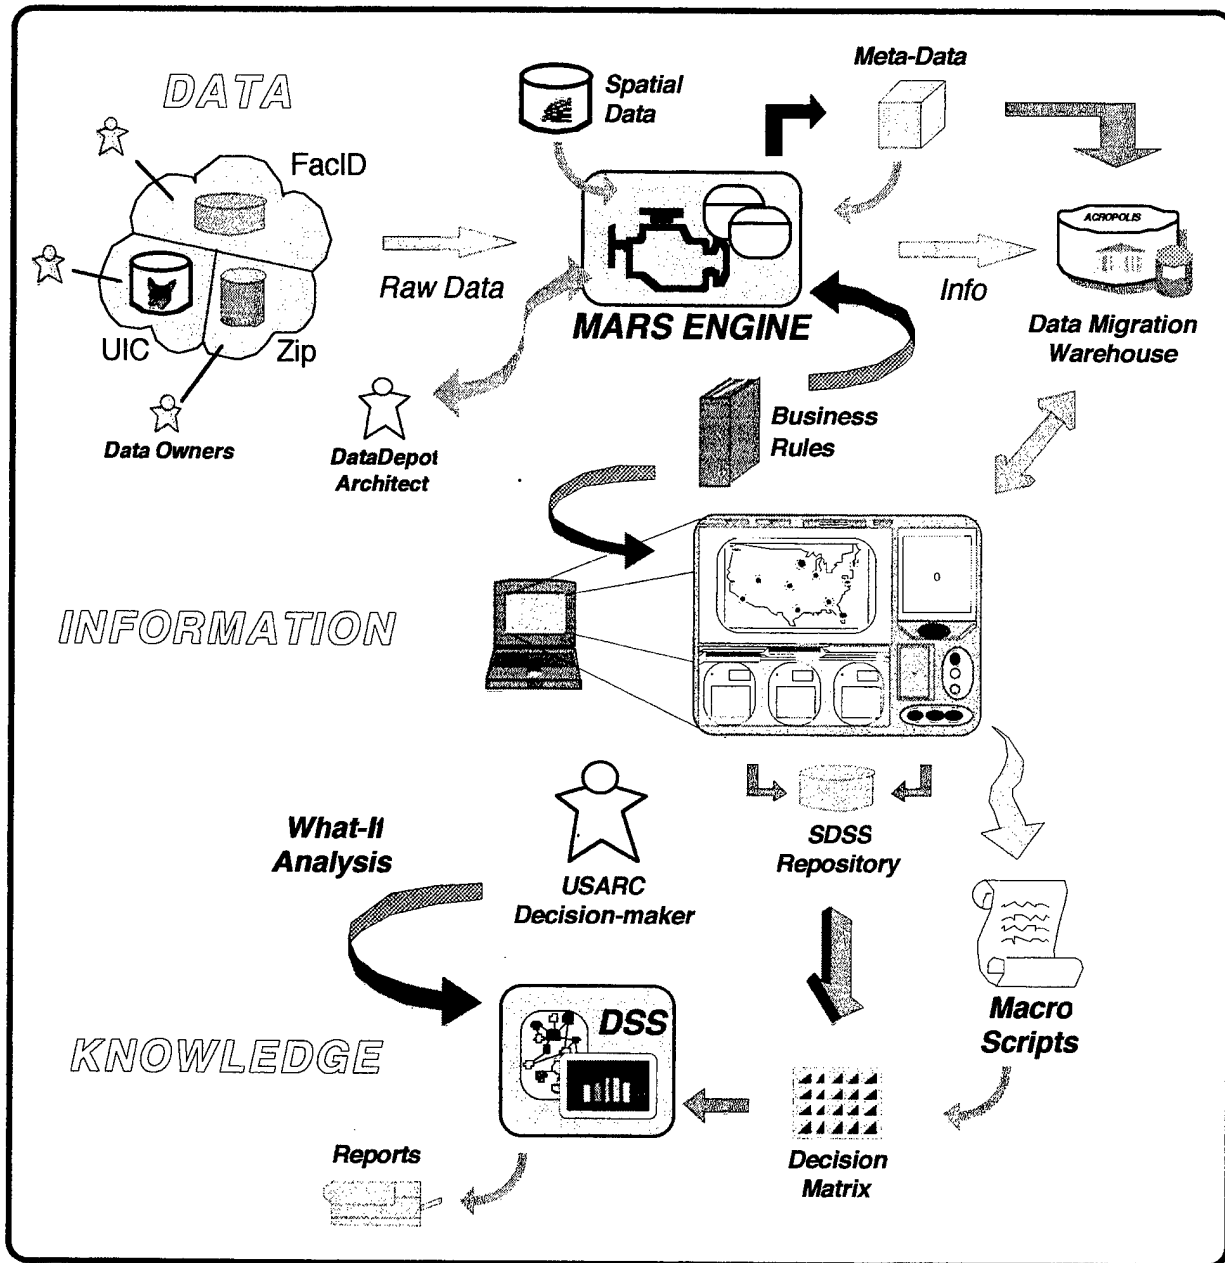 DATA
Spatial
Data
Meta-Data
FacID
UIC
Zip
Data Owners
Raw Data
DataDepot
Architect
MARS ENGINE
Info
ACROPOLIS
Data Migration
Warehouse
Business
Rules
INFORMATION
0
What-If
Analysis
USARC
Decision-maker
SDSS
Repository
Macro
Scripts
KNOWLEDGE
DSS
Decision
Matrix
Reports